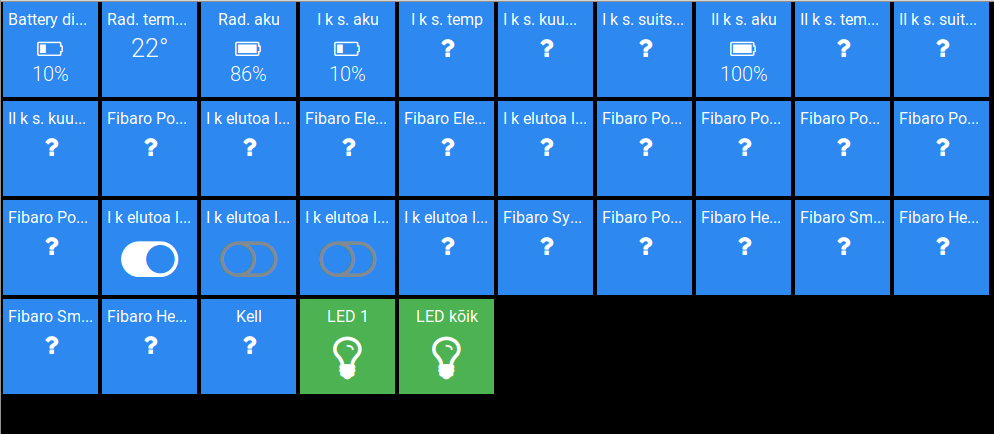 Battery di...
Rad. term...
Rad. aku
I k s. aku
I k s. temp
I k s. kuu...
I k s. suits...
II k s. aku
II k s. tem...
II k s. suit...
10%
22°
86%
10%
?
?
?
100%
?
?
II k s. kuu...
Fibaro Po...
I k elutoa l...
Fibaro Ele...
Fibaro Ele...
I k elutoa l...
Fibaro Po...
Fibaro Po...
Fibaro Po...
Fibaro Po...
?
?
?
?
?
?
?
?
?
?
Fibaro Po...
I k elutoa l...
I k elutoa l...
I k elutoa l...
I k elutoa l...
Fibaro Sy...
Fibaro Po...
Fibaro He...
Fibaro Sm...
Fibaro He...
?
?
?
?
?
?
?
Fibaro Sm...
Fibaro He...
Kell
LED 1
LED kõik
?
?
?